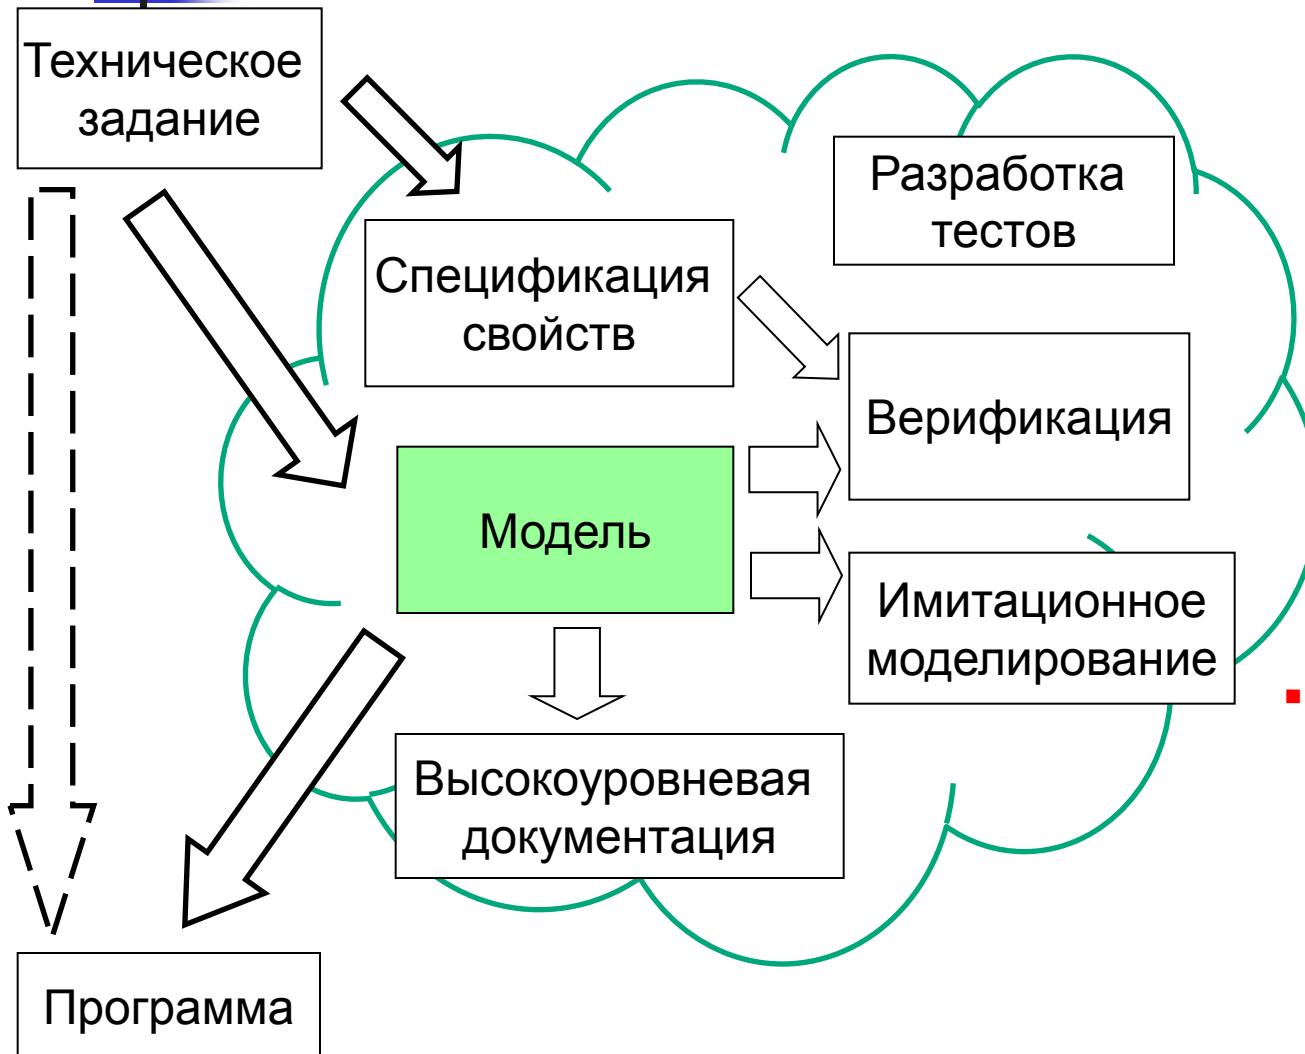 Техническое
задание
Разработка
тестов
Спецификация
свойств
Верификация
Модель
Имитационное
моделирование
Высокоуровневая
документация
Программа